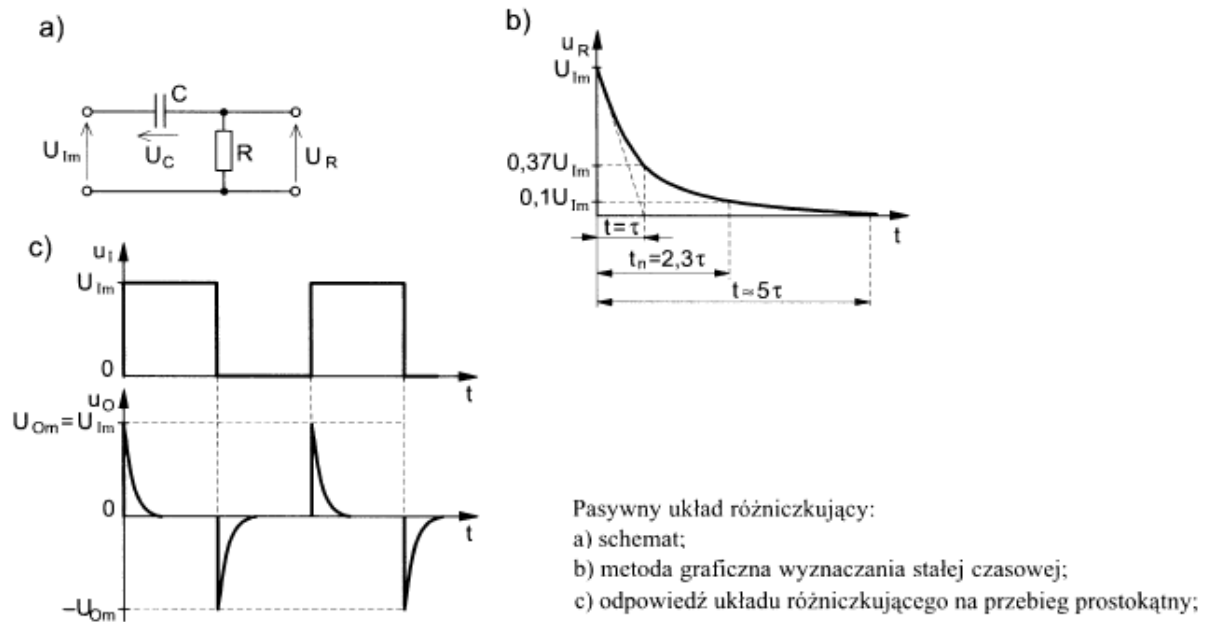 a)
C
U_Im
U_C
R
U_R
b)
u_R
U_Im
0,37U_Im
0,1U_Im
t=τ
t
t_n=2,3τ
t≈5τ
c)
u_I
U_Im
0
t
u_O
U_Om=U_Im
0
t
–U_Om
Pasywny układ różniczkujący:
a) schemat;
b) metoda graficzna wyznaczania stałej czasowej;
c) odpowiedź układu różniczkującego na przebieg prostokątny;